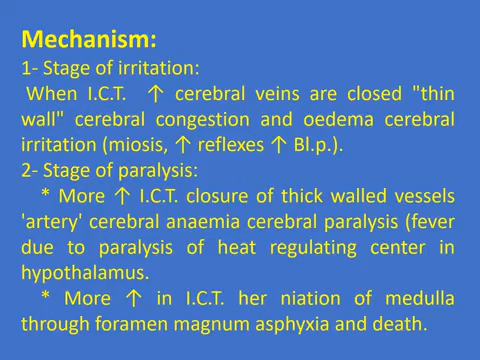 Mechanism:
1- Stage of irritation:
When I.C.T. ↑ cerebral veins are closed "thin
wall" cerebral congestion and oedema cerebral
irritation (miosis, ↑ reflexes ↑ Bl.p.).
2- Stage of paralysis:
* More ↑ I.C.T. closure of thick walled vessels
'artery' cerebral anaemia cerebral paralysis (fever
due to paralysis of heat regulating center in
hypothalamus.
* More ↑ in I.C.T. her niation of medulla
through foramen magnum asphyxia and death.